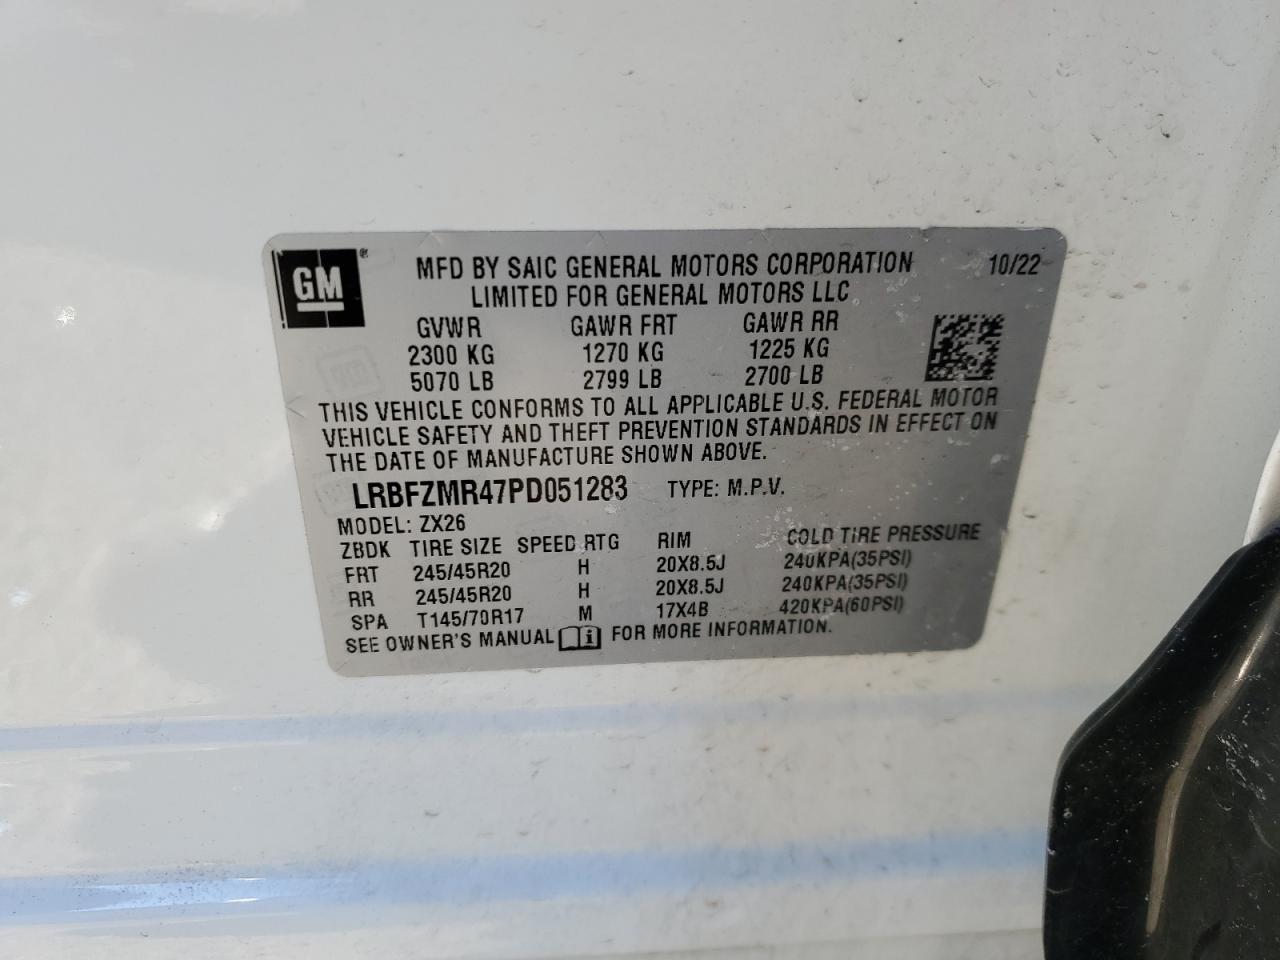 GM ®
MFD BY SAIC GENERAL MOTORS CORPORATION 10/22
LIMITED FOR GENERAL MOTORS LLC
GVWR GAWR FRT GAWR RR
2300 KG 1270 KG 1225 KG
5070 LB 2799 LB 2700 LB
THIS VEHICLE CONFORMS TO ALL APPLICABLE U.S. FEDERAL MOTOR
VEHICLE SAFETY AND THEFT PREVENTION STANDARDS IN EFFECT ON
THE DATE OF MANUFACTURE SHOWN ABOVE.
LRBFZMR47PD051283 TYPE: M.P.V.
MODEL: ZX26
ZBDK TIRE SIZE SPEED RTG RIM COLD TIRE PRESSURE
FRT 245/45R20 H 20X8.5J 240KPA(35PSI)
RR 245/45R20 H 20X8.5J 240KPA(35PSI)
SPA T145/70R17 M 17X4B 420KPA(60PSI)
SEE OWNER'S MANUAL i FOR MORE INFORMATION.